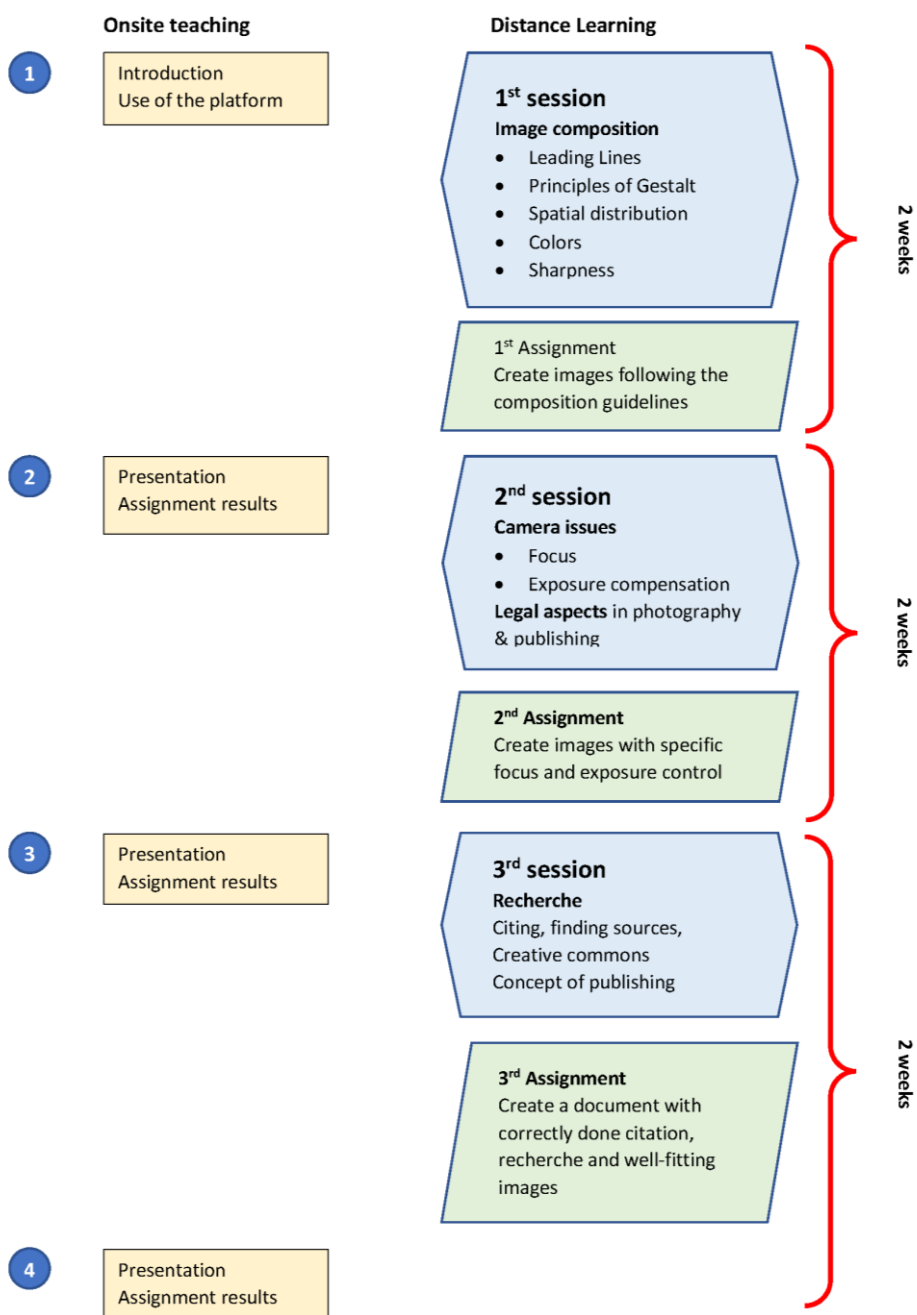 Onsite teaching
Distance Learning
1
Introduction
Use of the platform
1st session
Image composition
• Leading Lines
• Principles of Gestalt
• Spatial distribution
• Colors
• Sharpness
1st Assignment
Create images following the
composition guidelines
2 weeks
2
Presentation
Assignment results
2nd session
Camera issues
• Focus
• Exposure compensation
Legal aspects in photography
& publishing
2nd Assignment
Create images with specific
focus and exposure control
2 weeks
3
Presentation
Assignment results
3rd session
Recherche
Citing, finding sources,
Creative commons
Concept of publishing
3rd Assignment
Create a document with
correctly done citation,
recherche and well-fitting
images
2 weeks
4
Presentation
Assignment results